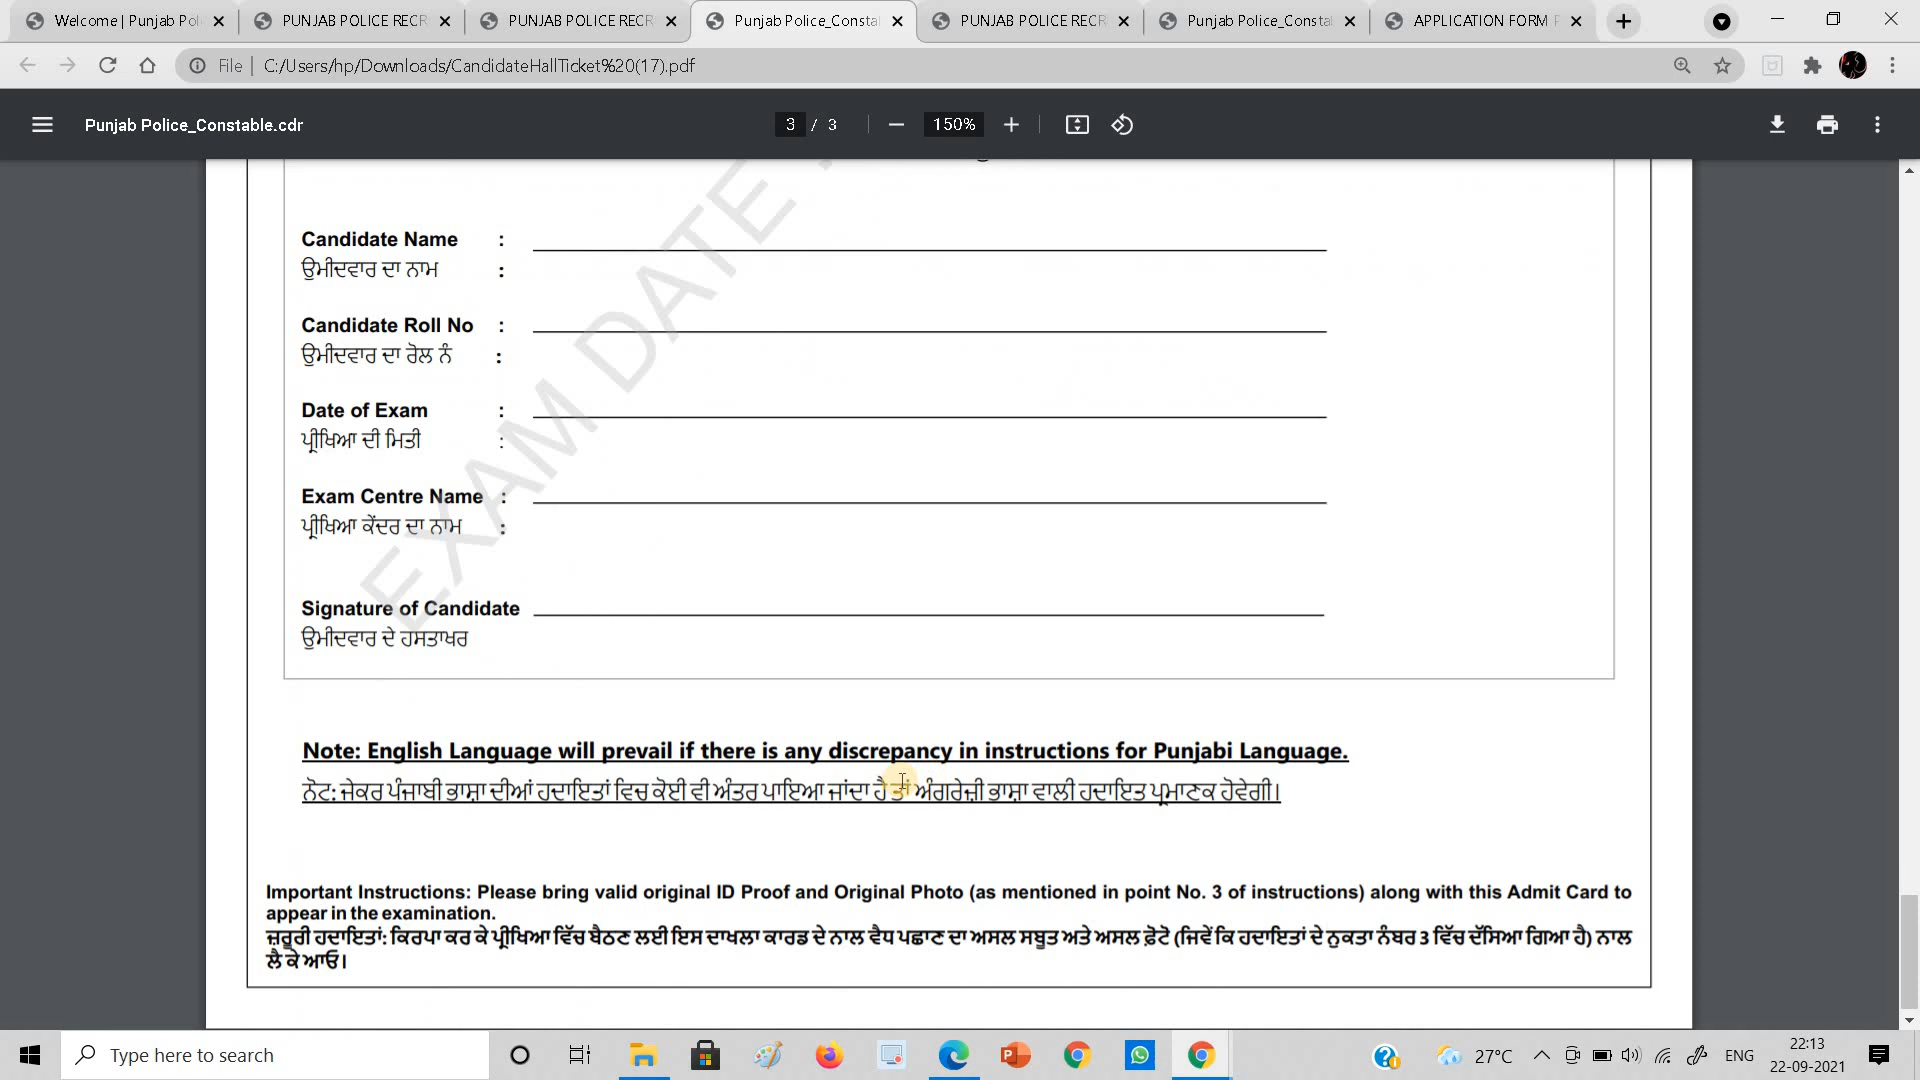 Welcome | Punjab Pol
PUNJAB POLICE RECR
PUNJAB POLICE RECR
Punjab Police_Consta
PUNJAB POLICE RECR
Punjab Police_Consta
APPLICATION FORM F
File | C:/Users/hp/Downloads/CandidateHallTicket%20(17).pdf
Punjab Police_Constable.cdr
3 / 3
150%
EXAM DATE :
Candidate Name :
ਉਮੀਦਵਾਰ ਦਾ ਨਾਮ :
Candidate Roll No :
ਉਮੀਦਵਾਰ ਦਾ ਰੋਲ ਨੰ :
Date of Exam :
ਪ੍ਰੀਖਿਆ ਦੀ ਮਿਤੀ :
Exam Centre Name :
ਪ੍ਰੀਖਿਆ ਕੇਂਦਰ ਦਾ ਨਾਮ :
Signature of Candidate
ਉਮੀਦਵਾਰ ਦੇ ਹਸਤਾਖਰ
Note: English Language will prevail if there is any discrepancy in instructions for Punjabi Language.
ਨੋਟ: ਜੇਕਰ ਪੰਜਾਬੀ ਭਾਸ਼ਾ ਦੀਆਂ ਹਦਾਇਤਾਂ ਵਿਚ ਕੋਈ ਵੀ ਅੰਤਰ ਪਾਇਆ ਜਾਂਦਾ ਹੈ ਤਾਂ ਅੰਗਰੇਜ਼ੀ ਭਾਸ਼ਾ ਵਾਲੀ ਹਦਾਇਤ ਪ੍ਰਮਾਣਕ ਹੋਵੇਗੀ।
Important Instructions: Please bring valid original ID Proof and Original Photo (as mentioned in point No. 3 of instructions) along with this Admit Card to
appear in the examination.
ਜ਼ਰੂਰੀ ਹਦਾਇਤਾਂ: ਕਿਰਪਾ ਕਰ ਕੇ ਪ੍ਰੀਖਿਆ ਵਿੱਚ ਬੈਠਣ ਲਈ ਇਸ ਦਾਖਲਾ ਕਾਰਡ ਦੇ ਨਾਲ ਵੈਧ ਪਛਾਣ ਦਾ ਅਸਲ ਸਬੂਤ ਅਤੇ ਅਸਲ ਫ਼ੋਟੋ (ਜਿਵੇਂ ਕਿ ਹਦਾਇਤਾਂ ਦੇ ਨੁਕਤਾ ਨੰਬਰ 3 ਵਿੱਚ ਦੱਸਿਆ ਗਿਆ ਹੈ) ਨਾਲ
ਲੈ ਕੇ ਆਓ।
Type here to search
27°C
ENG
22:13
22-09-2021